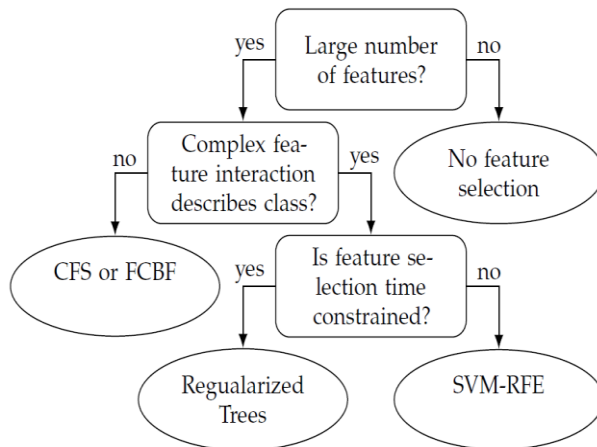 yes
Large number
of features?
no
no
Complex fea-
ture interaction
describes class?
yes
No feature
selection
CFS or FCBF
yes
Is feature se-
lection time
constrained?
no
Regualarized
Trees
SVM-RFE